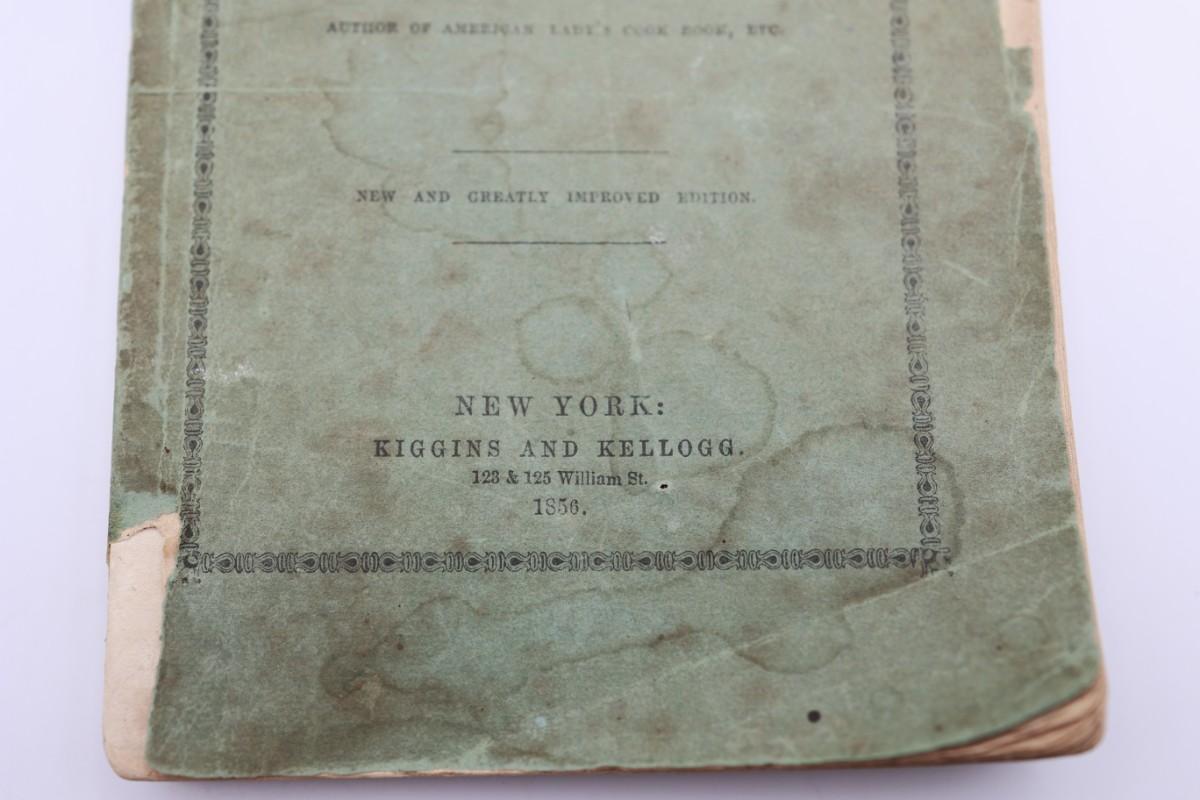 AUTHOR OF AMERICAN LADY'S COOK BOOK, ETC.
NEW AND GREATLY IMPROVED EDITION.
NEW YORK:
KIGGINS AND KELLOGG.
123 & 125 William St.
1856.